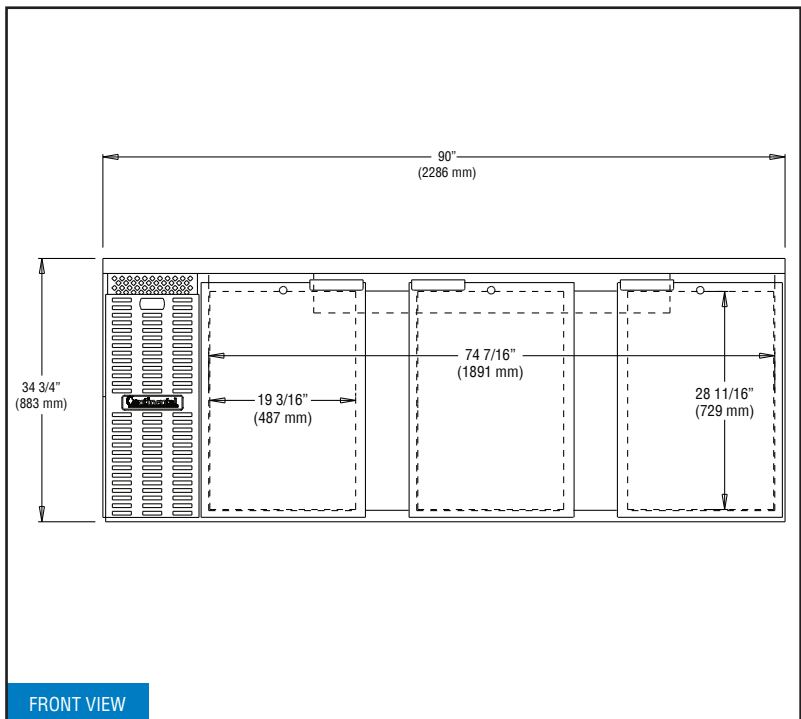 90”
(2286 mm)
34 3/4”
(883 mm)
74 7/16”
(1891 mm)
19 3/16”
(487 mm)
28 11/16”
(729 mm)
Continental
FRONT VIEW